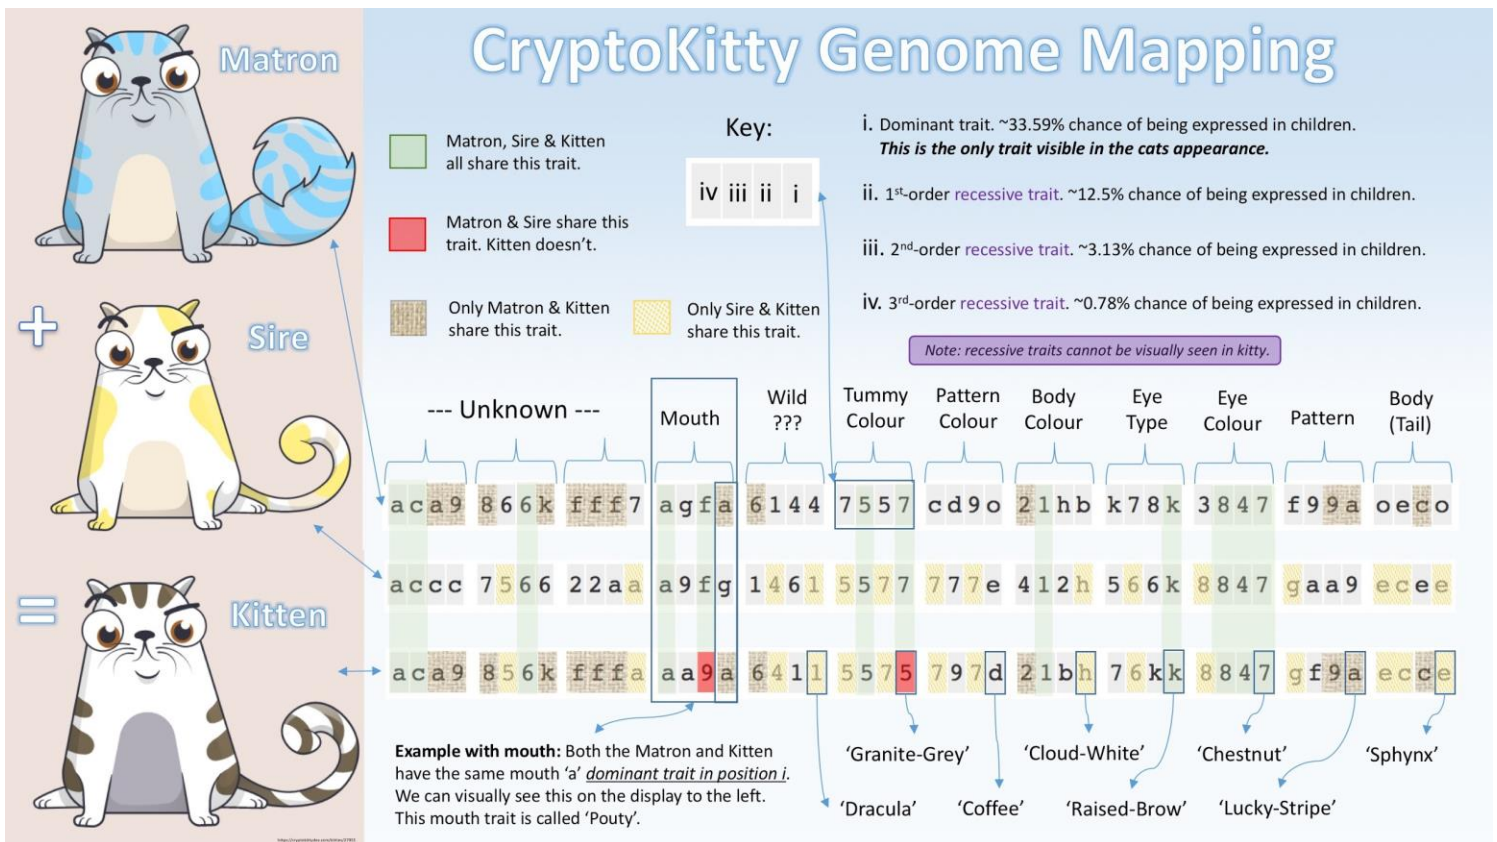 Matron
CryptoKitty Genome Mapping
Matron, Sire & Kitten
all share this trait.
Matron & Sire share this
trait. Kitten doesn't.
Only Matron & Kitten
share this trait.
Only Sire & Kitten
share this trait.
Key:
iv iii ii i
i. Dominant trait. ~33.59% chance of being expressed in children.
This is the only trait visible in the cats appearance.
ii. 1st-order recessive trait. ~12.5% chance of being expressed in children.
iii. 2nd-order recessive trait. ~3.13% chance of being expressed in children.
iv. 3rd-order recessive trait. ~0.78% chance of being expressed in children.
Note: recessive traits cannot be visually seen in kitty.
+
Sire
=
Kitten
--- Unknown ---
Mouth
Wild
???
Tummy
Colour
Pattern
Colour
Body
Colour
Eye
Type
Eye
Colour
Pattern
Body
(Tail)
aca9 866k fff7 agfa 6144 7557 cd9o 21hb k78k 3847 f99a oeco
accc 7566 22aa a9fg 1461 5577 777e 412h 566k 8847 gaa9 ecee
aca9 856k fffa aa9a 6411 5575 797d 21bh 76kk 8847 gf9a ecce
Example with mouth: Both the Matron and Kitten
have the same mouth 'a' dominant trait in position i.
We can visually see this on the display to the left.
This mouth trait is called 'Pouty'.
'Granite-Grey'
'Cloud-White'
'Chestnut'
'Sphynx'
'Dracula'
'Coffee'
'Raised-Brow'
'Lucky-Stripe'